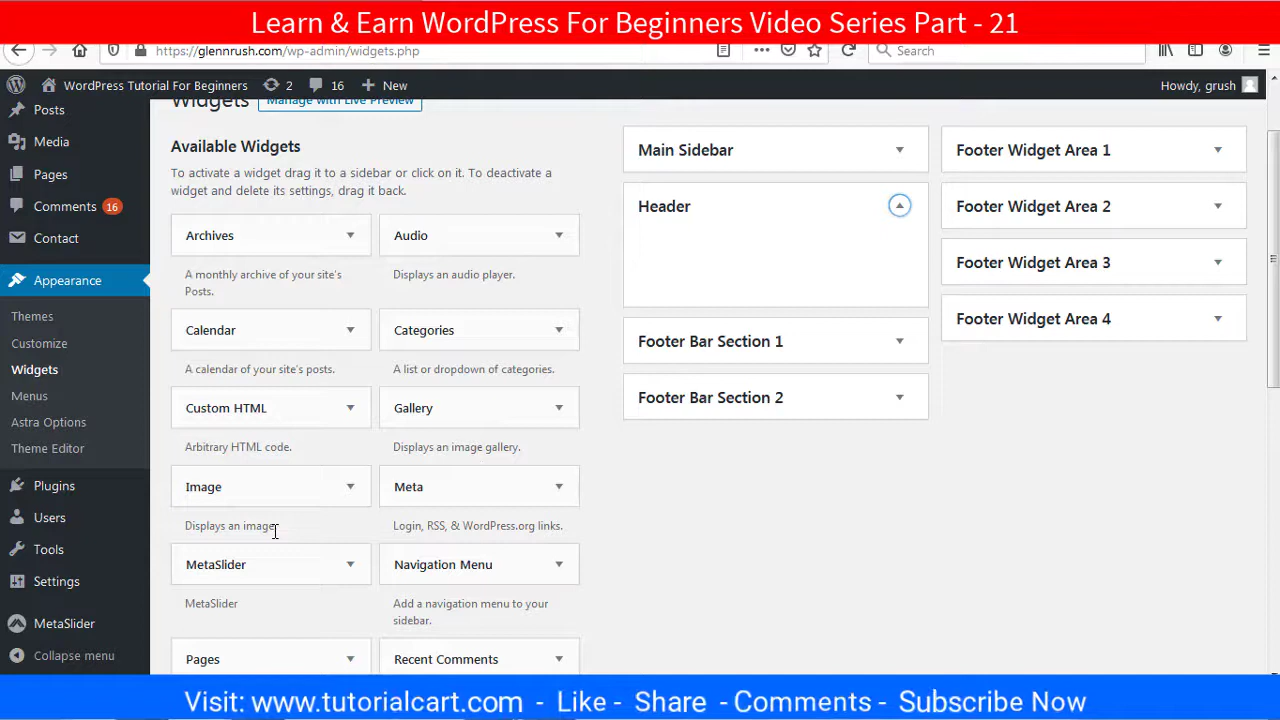 Learn & Earn WordPress For Beginners Video Series Part - 21
https://glennrush.com/wp-admin/widgets.php
Search
WordPress Tutorial For Beginners
2
16
New
Howdy, grush
Posts
Media
Pages
Comments 16
Contact
Appearance
Themes
Customize
Widgets
Menus
Astra Options
Theme Editor
Plugins
Users
Tools
Settings
MetaSlider
Collapse menu
Widgets
Manage with Live Preview
Available Widgets
To activate a widget drag it to a sidebar or click on it. To deactivate a
widget and delete its settings, drag it back.
Archives
A monthly archive of your site's
Posts.
Audio
Displays an audio player.
Calendar
A calendar of your site's posts.
Categories
A list or dropdown of categories.
Custom HTML
Arbitrary HTML code.
Gallery
Displays an image gallery.
Image
Displays an image.
Meta
Login, RSS, & WordPress.org links.
MetaSlider
MetaSlider
Navigation Menu
Add a navigation menu to your
sidebar.
Pages
Recent Comments
Main Sidebar
Header
Footer Bar Section 1
Footer Bar Section 2
Footer Widget Area 1
Footer Widget Area 2
Footer Widget Area 3
Footer Widget Area 4
Visit: www.tutorialcart.com - Like - Share - Comments - Subscribe Now